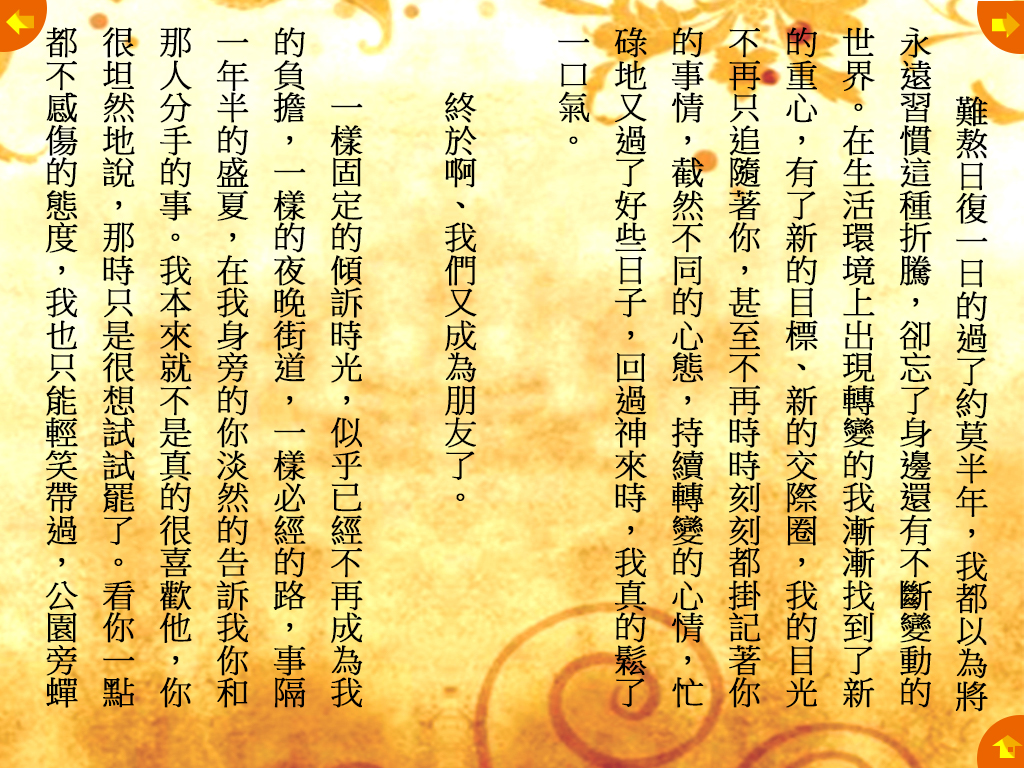 難熬日復一日的過了約莫半年，我都以為將
永遠習慣這種折騰，卻忘了身邊還有不斷變動的
世界。在生活環境上出現轉變的我漸漸找到了新
的重心，有了新的目標、新的交際圈，我的目光
不再只追隨著你，甚至不再時時刻刻都掛記著你
的事情，截然不同的心態，持續轉變的心情，忙
碌地又過了好些日子，回過神來時，我真的鬆了
一口氣。
終於啊、我們又成為朋友了。
一樣固定的傾訴時光，似乎已經不再成為我
的負擔，一樣的夜晚街道，一樣必經的路，事隔
一年半的盛夏，在我身旁的你淡然的告訴我你和
那人分手的事。我本來就不是真的很喜歡他，你
很坦然地說，那時只是很想試試罷了。看你一點
都不感傷的態度，我也只能輕笑帶過，公園旁蟬